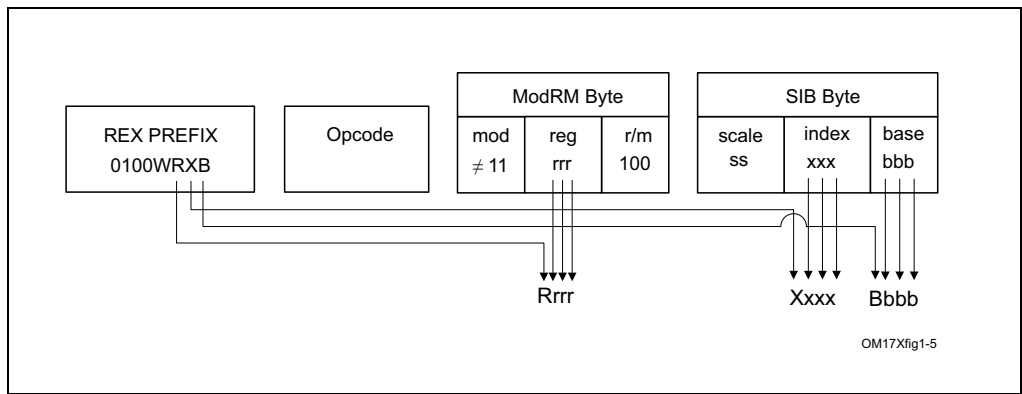 REX PREFIX
0100WRXB
Opcode
ModRM Byte
mod
≠ 11
reg
rrr
r/m
100
SIB Byte
scale
ss
index
xxx
base
bbb
Rrrr
Xxxx
Bbbb
OM17Xfig1-5